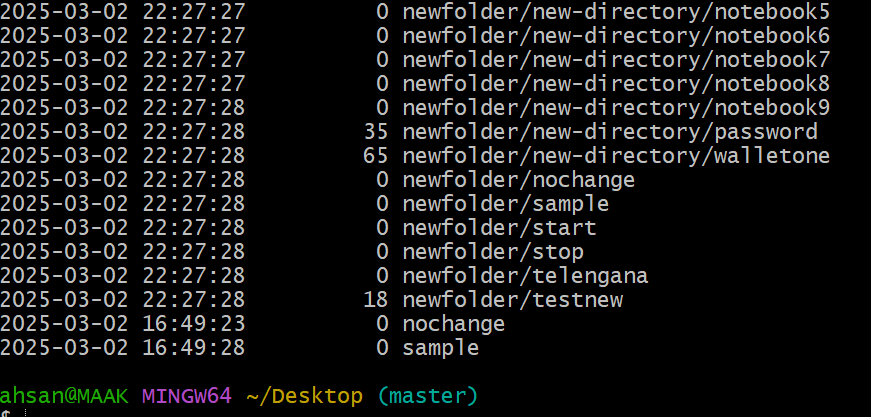 2025-03-02 22:27:27          0 newfolder/new-directory/notebook5
2025-03-02 22:27:27          0 newfolder/new-directory/notebook6
2025-03-02 22:27:27          0 newfolder/new-directory/notebook7
2025-03-02 22:27:27          0 newfolder/new-directory/notebook8
2025-03-02 22:27:28          0 newfolder/new-directory/notebook9
2025-03-02 22:27:28         35 newfolder/new-directory/password
2025-03-02 22:27:28         65 newfolder/new-directory/walletone
2025-03-02 22:27:28          0 newfolder/nochange
2025-03-02 22:27:28          0 newfolder/sample
2025-03-02 22:27:28          0 newfolder/start
2025-03-02 22:27:28          0 newfolder/stop
2025-03-02 22:27:28          0 newfolder/telengana
2025-03-02 22:27:28         18 newfolder/testnew
2025-03-02 16:49:23          0 nochange
2025-03-02 16:49:28          0 sample
ahsan@MAAK MINGW64 ~/Desktop (master)
$